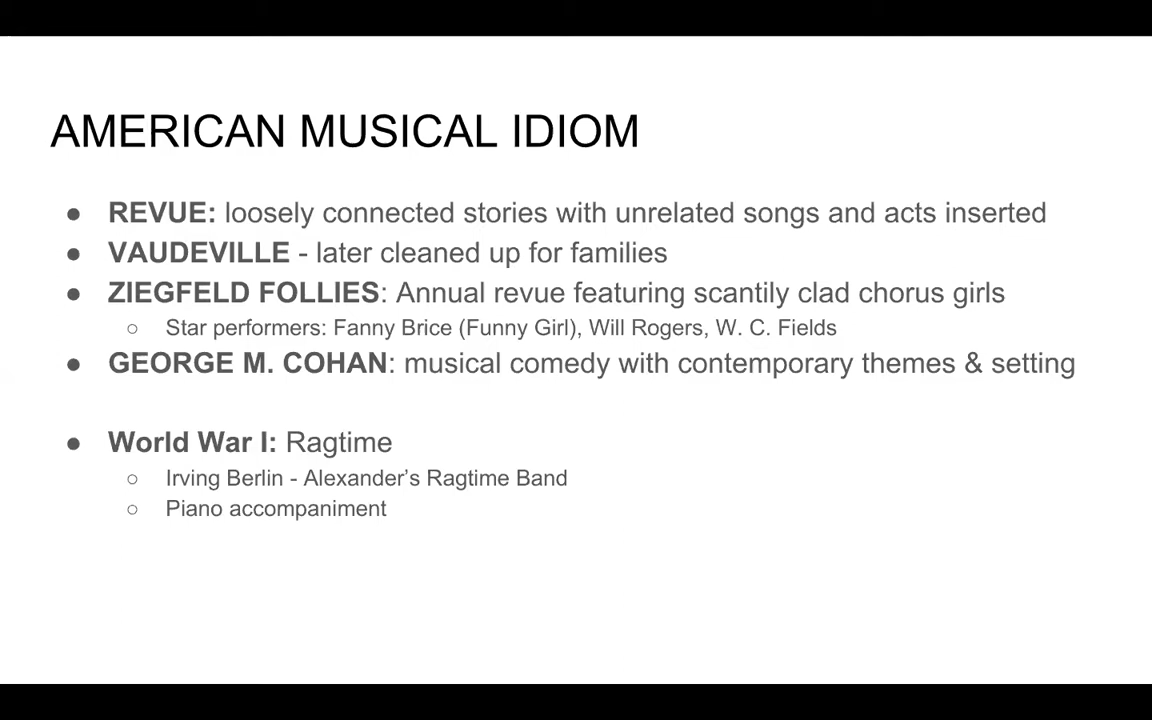 AMERICAN MUSICAL IDIOM
● REVUE: loosely connected stories with unrelated songs and acts inserted
● VAUDEVILLE - later cleaned up for families
● ZIEGFELD FOLLIES: Annual revue featuring scantily clad chorus girls
○ Star performers: Fanny Brice (Funny Girl), Will Rogers, W. C. Fields
● GEORGE M. COHAN: musical comedy with contemporary themes & setting
● World War I: Ragtime
○ Irving Berlin - Alexander’s Ragtime Band
○ Piano accompaniment